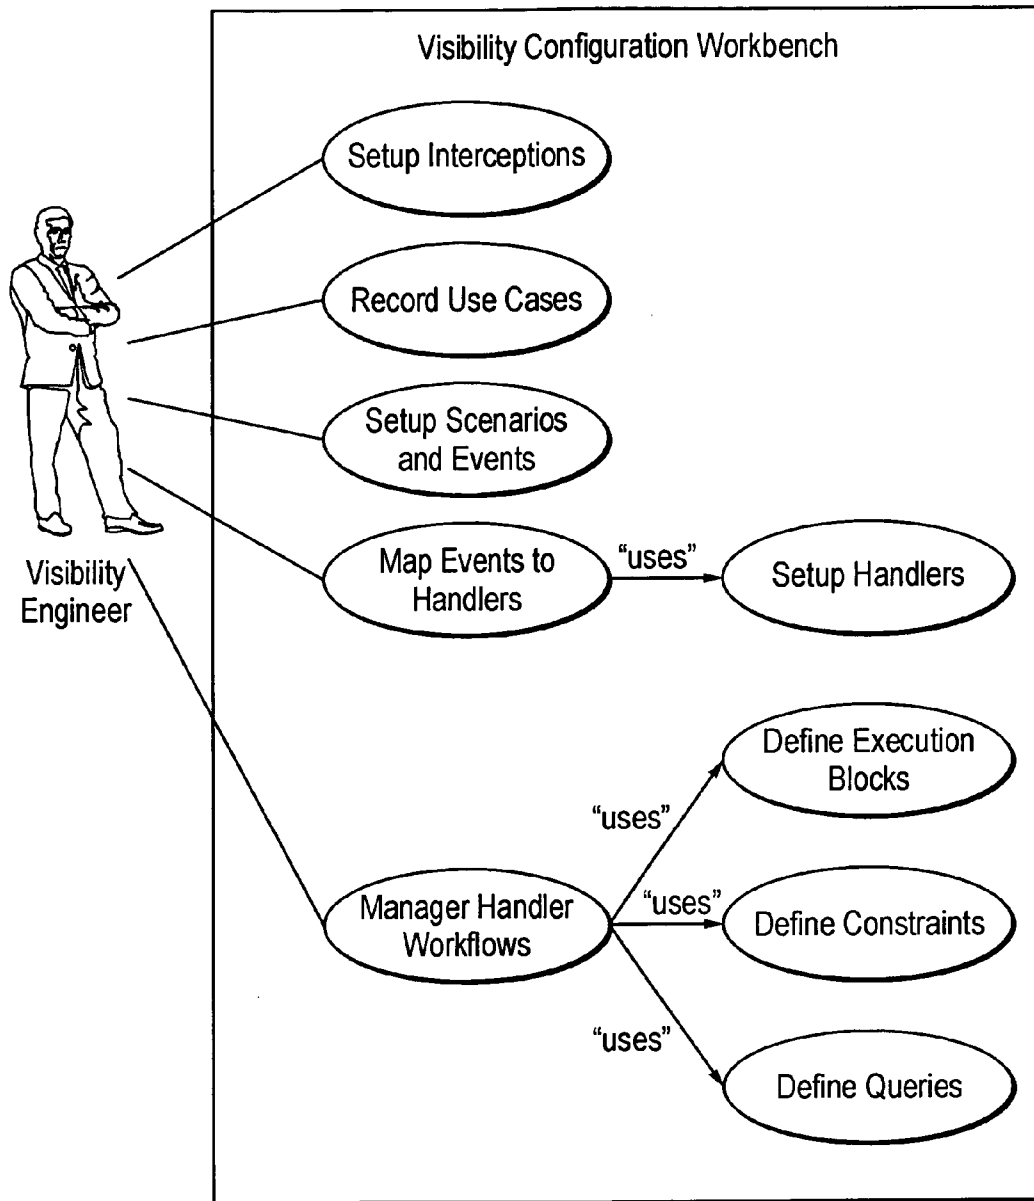 Visibility Configuration Workbench
Setup Interceptions
Record Use Cases
Setup Scenarios
and Events
Map Events to
Handlers
“uses”
Setup Handlers
Visibility
Engineer
Define Execution
Blocks
“uses”
Manager Handler
Workflows
“uses”
Define Constraints
“uses”
Define Queries